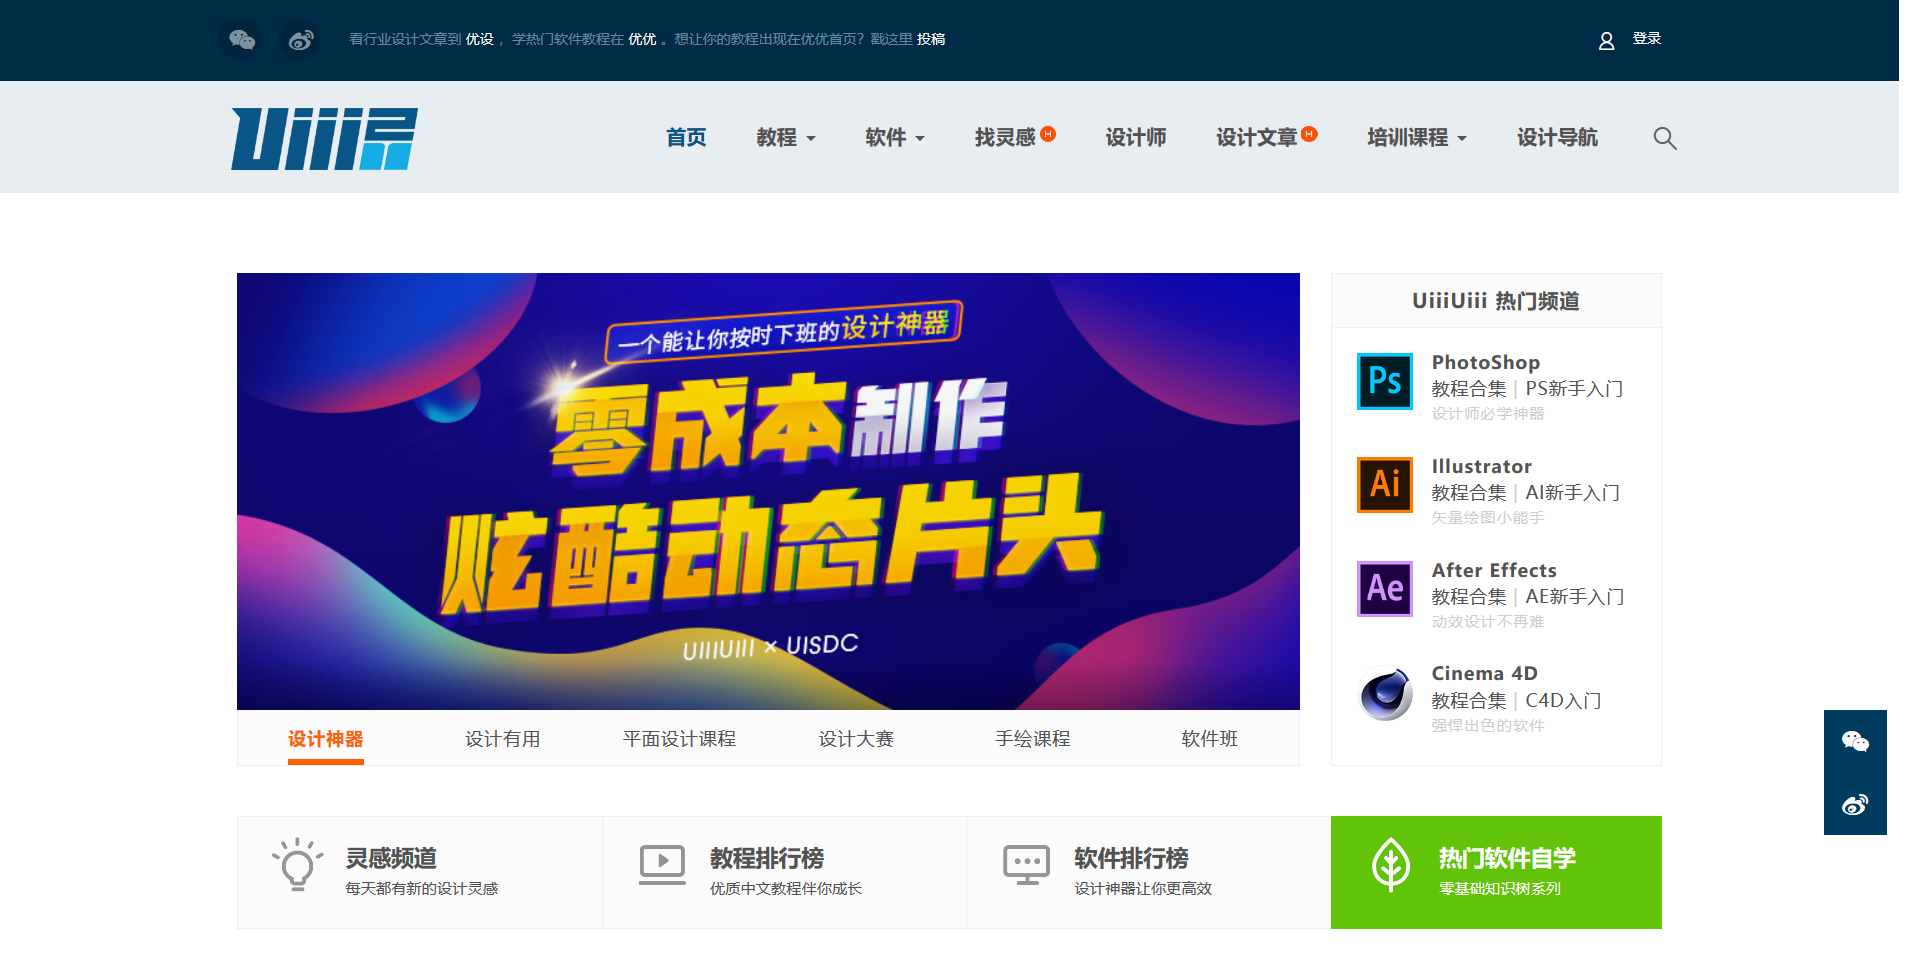 看行业设计文章到 优设 ，学热门软件教程在 优优 。想让你的教程出现在优优首页？戳这里 投稿
登录
首页
教程
软件
找灵感 H
设计师
设计文章 H
培训课程
设计导航
一个能让你按时下班的设计神器
零成本制作
炫酷动态片头
UIIIUIII × UISDC
设计神器
设计有用
平面设计课程
设计大赛
手绘课程
软件班
UiiiUiii 热门频道
Ps
PhotoShop
教程合集 | PS新手入门
设计师必学神器
Ai
Illustrator
教程合集 | AI新手入门
矢量绘图小能手
Ae
After Effects
教程合集 | AE新手入门
动效设计不再难
Cinema 4D
教程合集 | C4D入门
强悍出色的软件
灵感频道
每天都有新的设计灵感
教程排行榜
优质中文教程伴你成长
软件排行榜
设计神器让你更高效
热门软件自学
零基础知识树系列